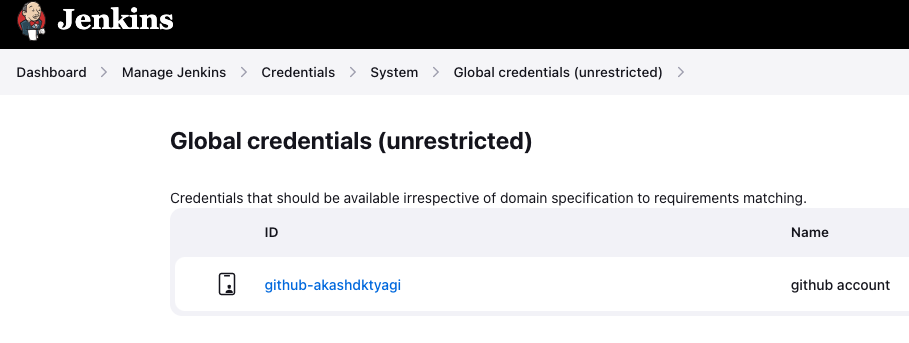 Jenkins
Dashboard > Manage Jenkins > Credentials > System > Global credentials (unrestricted) >
Global credentials (unrestricted)
Credentials that should be available irrespective of domain specification to requirements matching.
ID Name
github-akashdktyagi github account